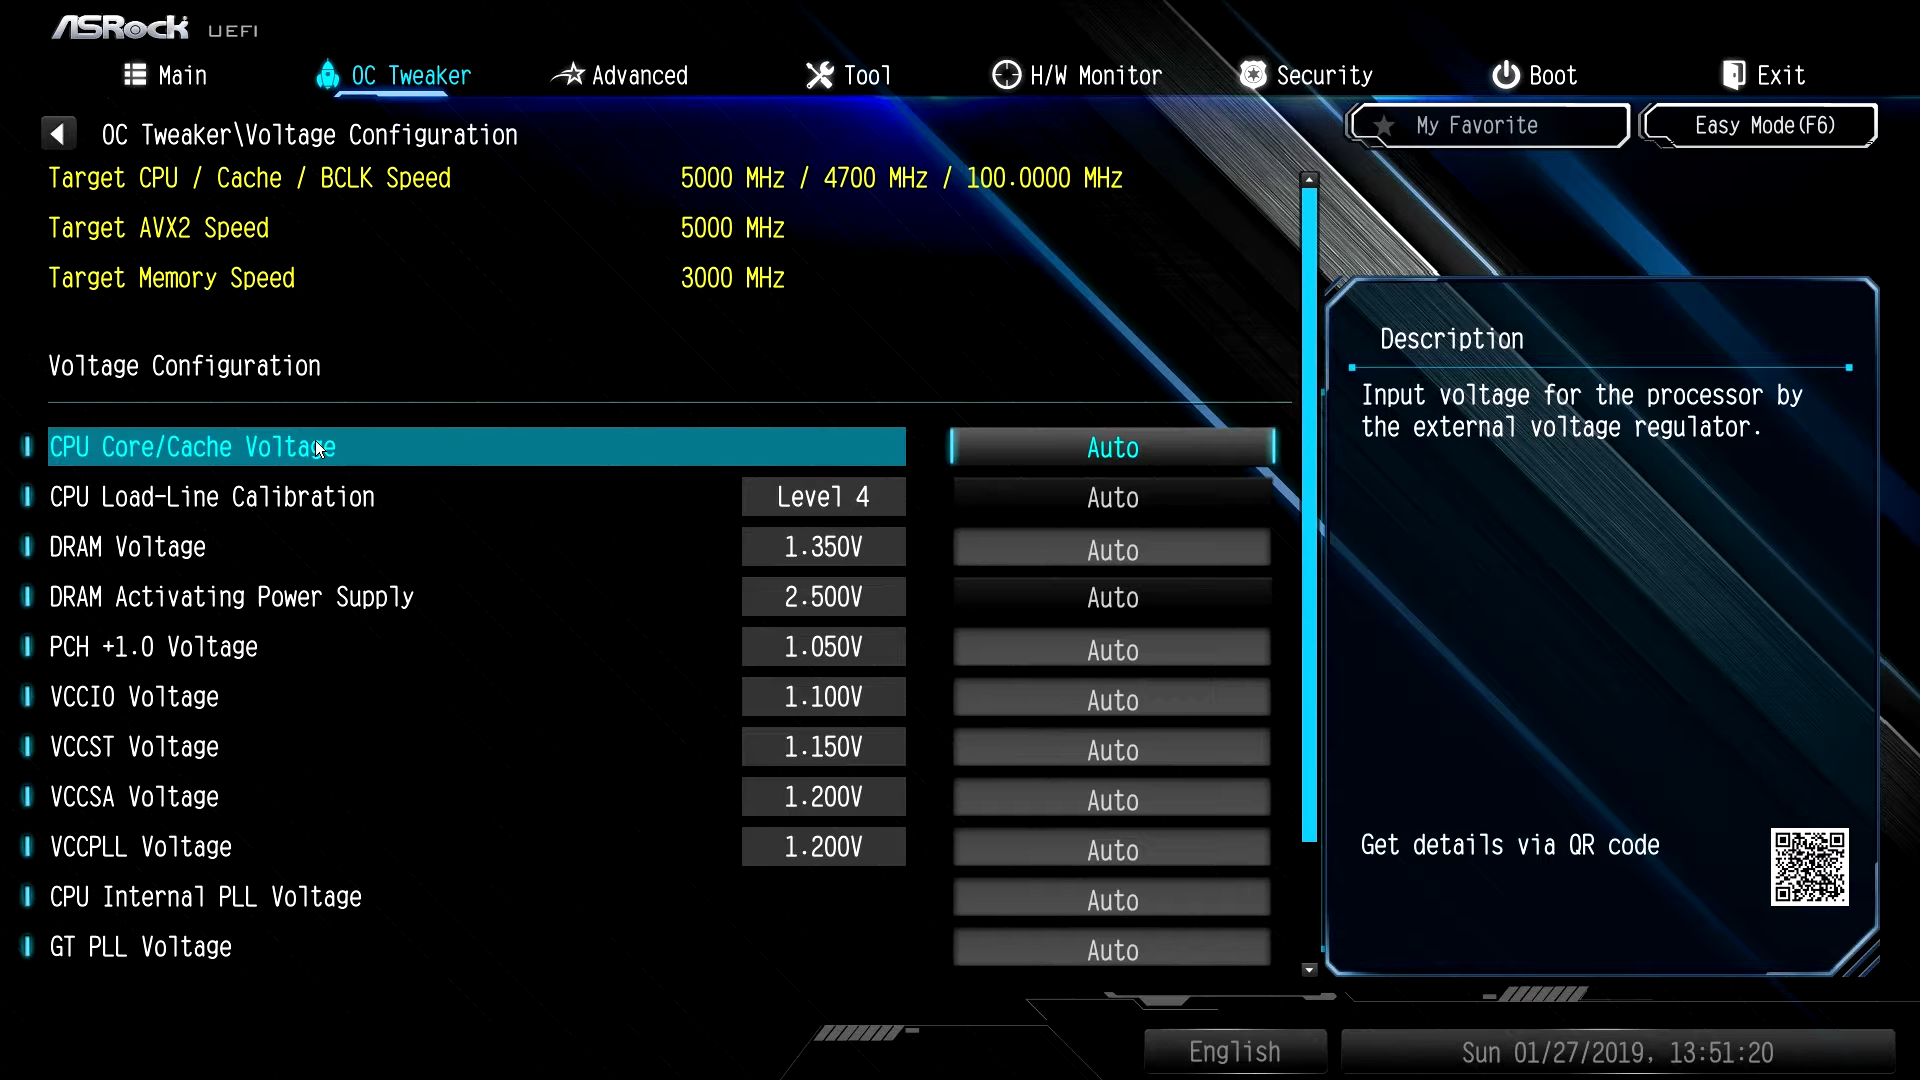 ASRock UEFI
Main OC Tweaker Advanced Tool H/W Monitor Security Boot Exit
OC Tweaker\Voltage Configuration
My Favorite Easy Mode(F6)
Target CPU / Cache / BCLK Speed 5000 MHz / 4700 MHz / 100.0000 MHz
Target AVX2 Speed 5000 MHz
Target Memory Speed 3000 MHz
Voltage Configuration
CPU Core/Cache Voltage Auto
CPU Load-Line Calibration Level 4 Auto
DRAM Voltage 1.350V Auto
DRAM Activating Power Supply 2.500V Auto
PCH +1.0 Voltage 1.050V Auto
VCCIO Voltage 1.100V Auto
VCCST Voltage 1.150V Auto
VCCSA Voltage 1.200V Auto
VCCPLL Voltage 1.200V Auto
CPU Internal PLL Voltage Auto
GT PLL Voltage Auto
Description
Input voltage for the processor by
the external voltage regulator.
Get details via QR code
English Sun 01/27/2019, 13:51:20